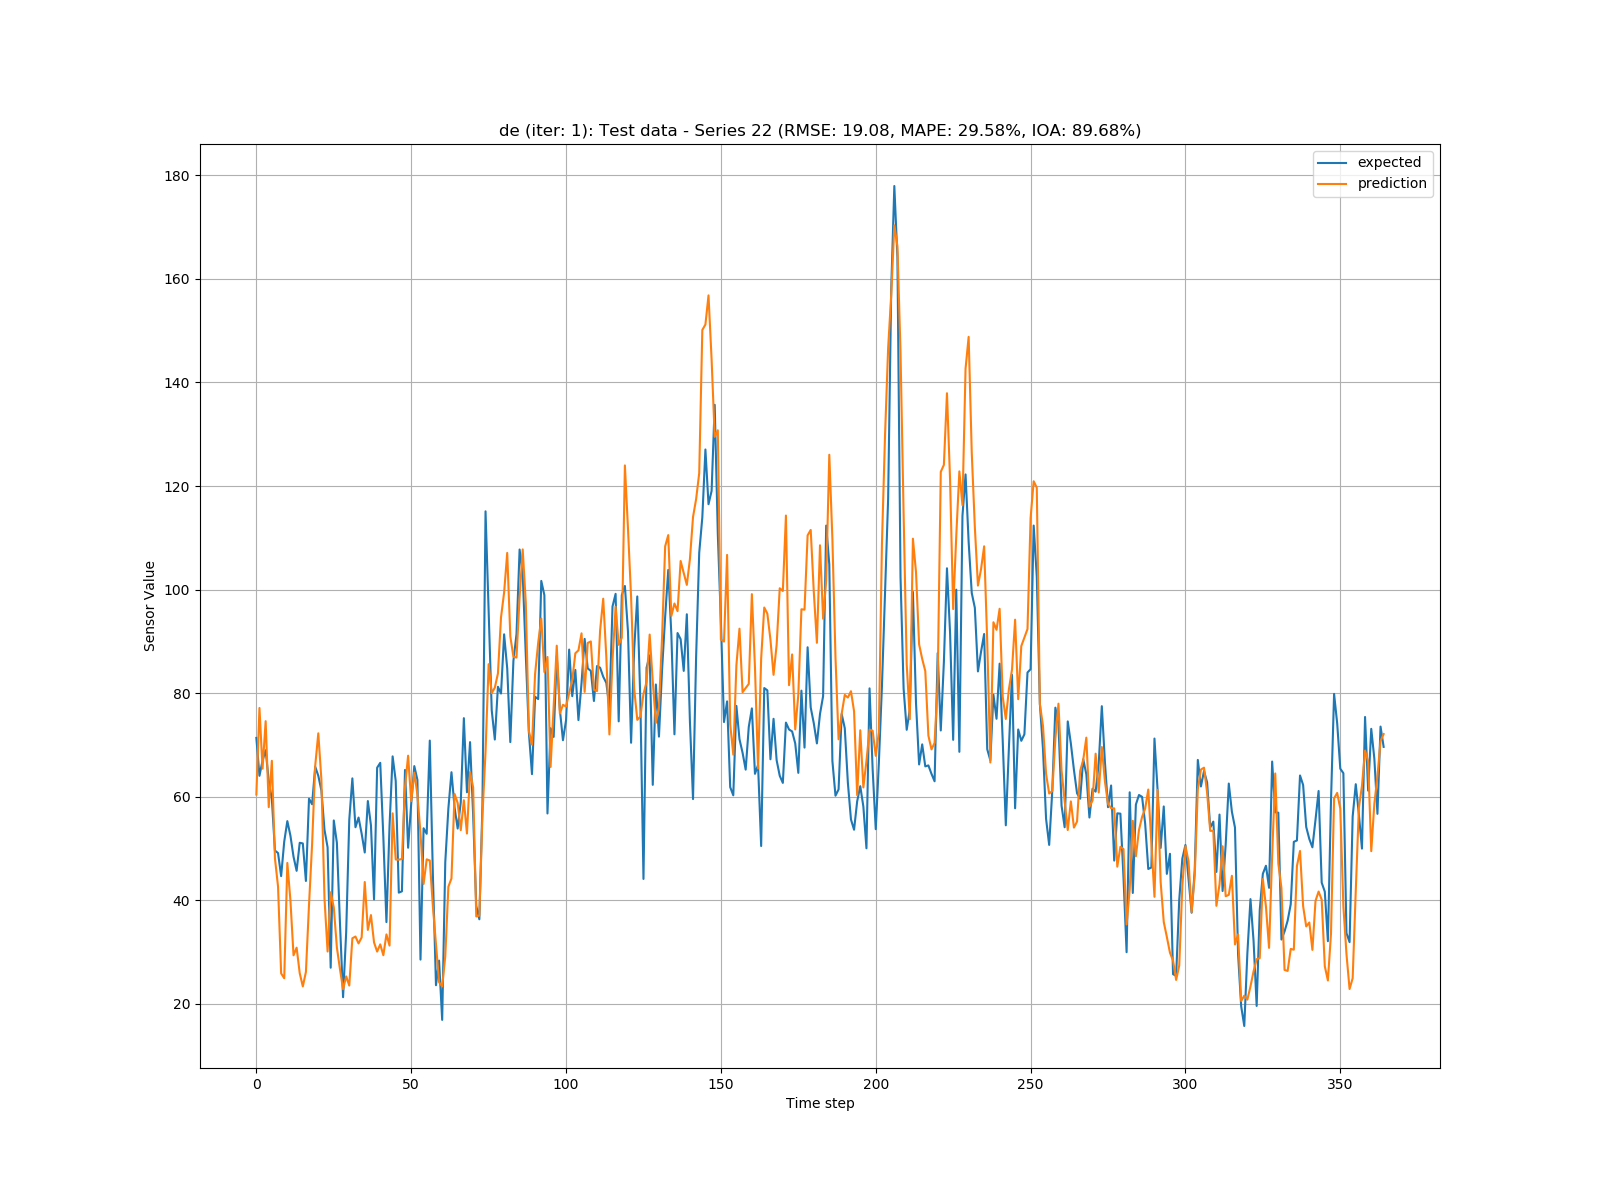 de (iter: 1): Test data - Series 22 (RMSE: 19.08, MAPE: 29.58%, IOA: 89.68%)
expected
prediction
180
160
140
120
100
80
60
40
20
Sensor Value
0 50 100 150 200 250 300 350
Time step